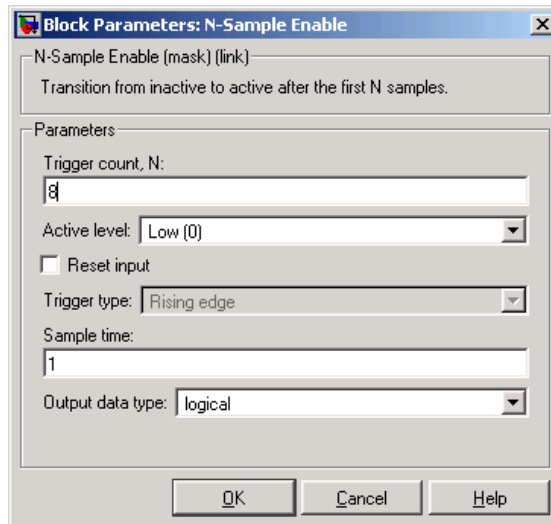 Block Parameters: N-Sample Enable
N-Sample Enable (mask) (link)
Transition from inactive to active after the first N samples.
Parameters
Trigger count, N:
8
Active level: Low (0)
Reset input
Trigger type: Rising edge
Sample time:
1
Output data type: logical
OK Cancel Help